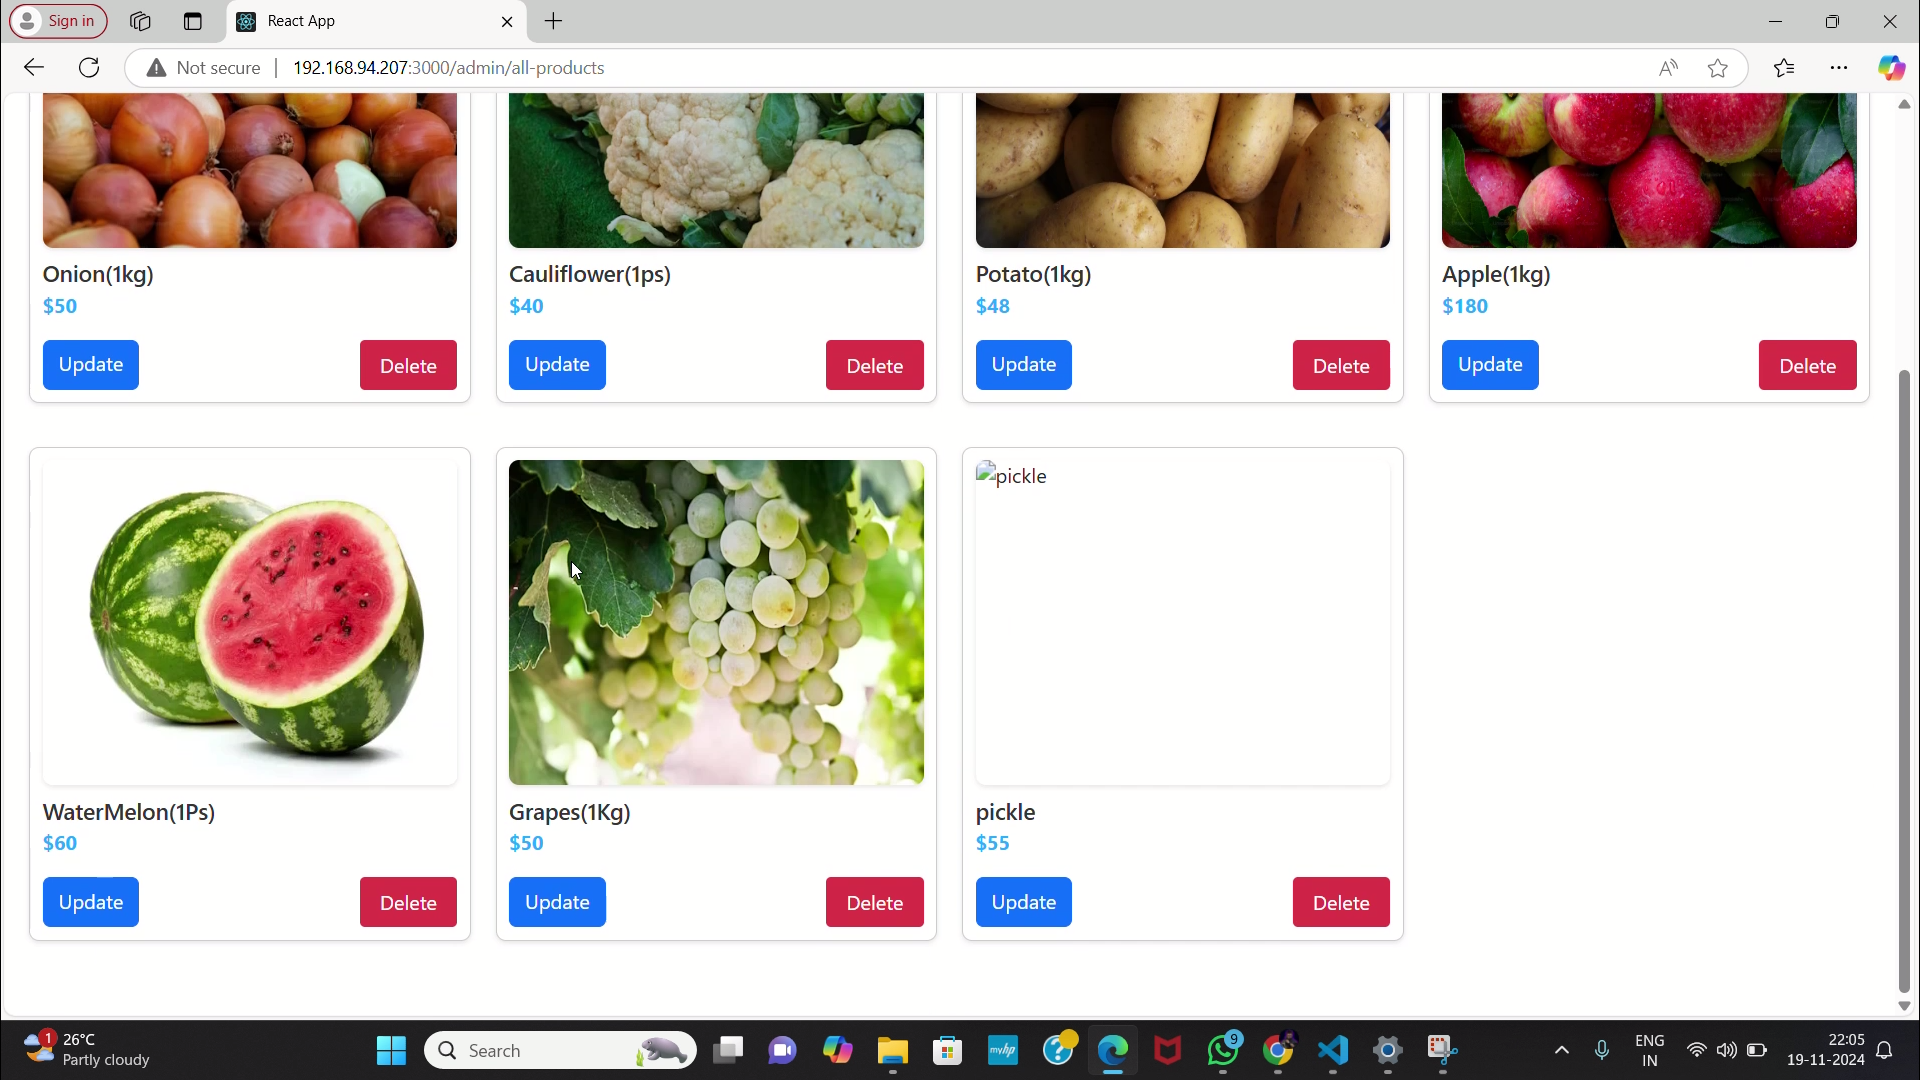 Sign in
React App
Not secure
192.168.94.207:3000/admin/all-products
Onion(1kg)
$50
Update
Delete
Cauliflower(1ps)
$40
Update
Delete
Potato(1kg)
$48
Update
Delete
Apple(1kg)
$180
Update
Delete
WaterMelon(1Ps)
$60
Update
Delete
Grapes(1Kg)
$50
Update
Delete
pickle
pickle
$55
Update
Delete
1
26°C
Partly cloudy
Search
myhp
9
ENG
IN
22:05
19-11-2024